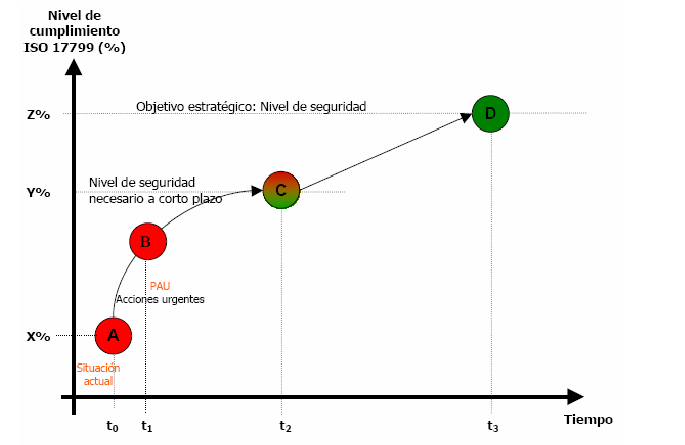 Nivel de
cumplimiento
ISO 17799 (%)
Z%
Objetivo estratégico: Nivel de seguridad
D
Nivel de seguridad
necesario a corto plazo
Y%
C
B
PAU
Acciones urgentes
X%
A
Situación
actual
Tiempo
t0
t1
t2
t3